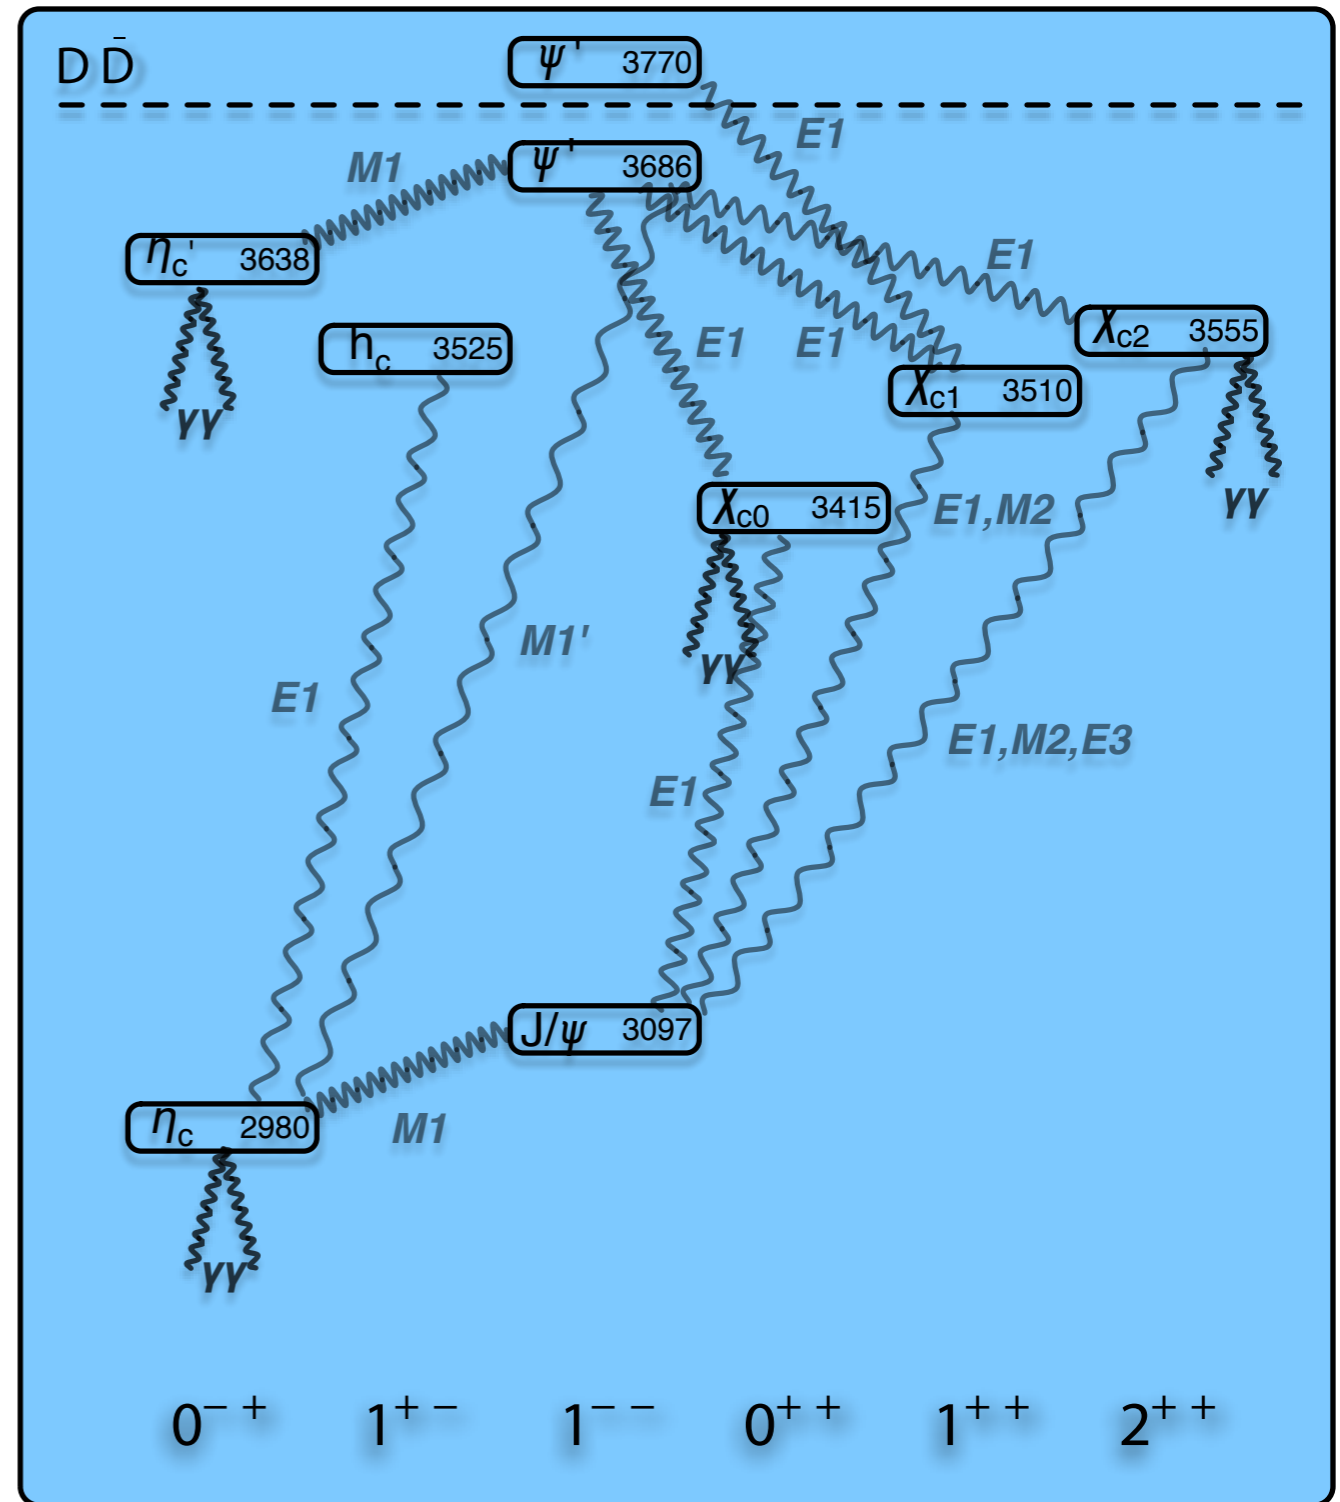 D D̄
ψ' 3770
E1
ψ' 3686
M1
ηc' 3638
E1
hc 3525
E1 E1
χc2 3555
χc1 3510
γγ
γγ
χc0 3415
E1,M2
M1'
γγ
E1
E1,M2,E3
E1
J/ψ 3097
ηc 2980
M1
γγ
0⁻⁺ 1⁺⁻ 1⁻⁻ 0⁺⁺ 1⁺⁺ 2⁺⁺